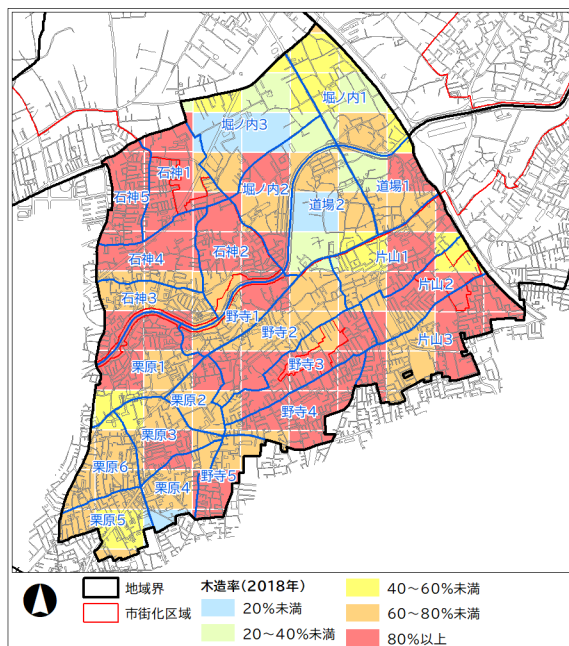 堀ノ内1
堀ノ内3
石神1
堀ノ内2
道場1
石神5
道場2
石神2
石神4
片山1
片山2
石神3
野寺1
野寺2
片山3
栗原1
野寺3
栗原2
野寺4
栗原3
栗原6
野寺5
栗原4
栗原5
地域界
市街化区域
木造率(2018年)
20%未満
20～40%未満
40～60%未満
60～80%未満
80%以上